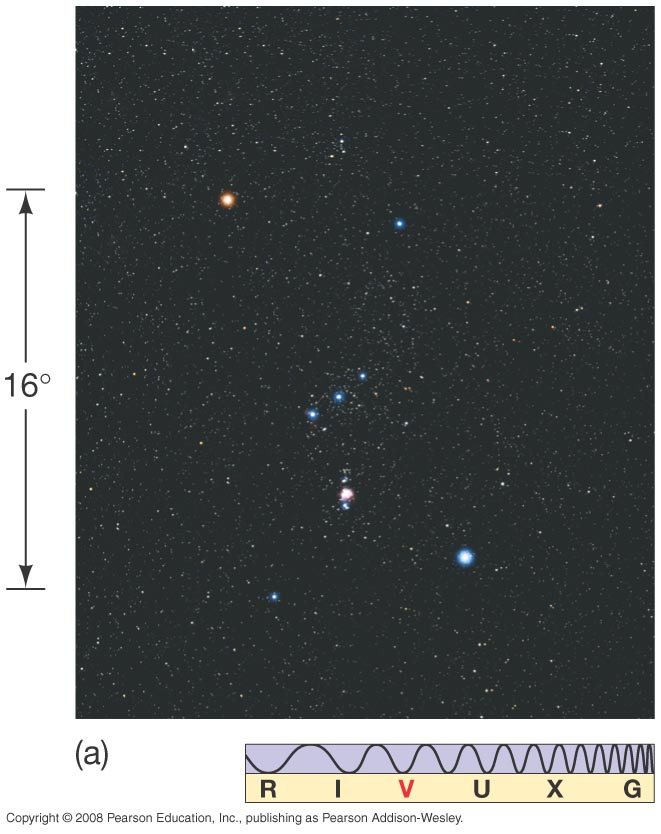 16°
(a)
R I V U X G
Copyright © 2008 Pearson Education, Inc., publishing as Pearson Addison-Wesley.